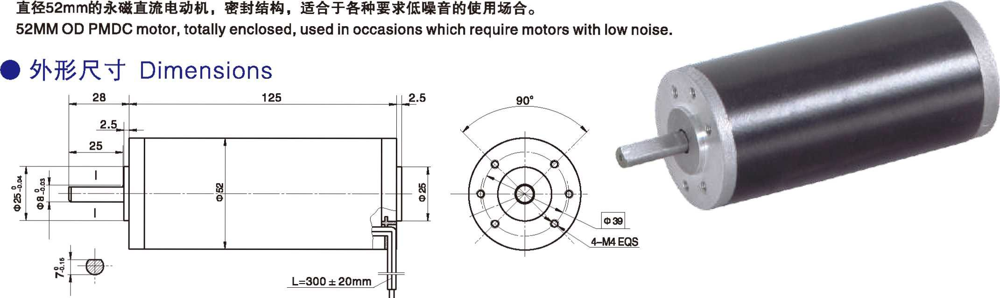 直径52mm的永磁直流电动机，密封结构，适合于各种要求低噪音的使用场合。
52MM OD PMDC motor, totally enclosed, used in occasions which require motors with low noise.
外形尺寸 Dimensions
28
125
2.5
90°
2.5
25
Φ25 0 -0.04
Φ8 0 -0.03
Φ52
Φ25
Φ39
4-M4 EQS
7 0 -0.15
L=300±20mm